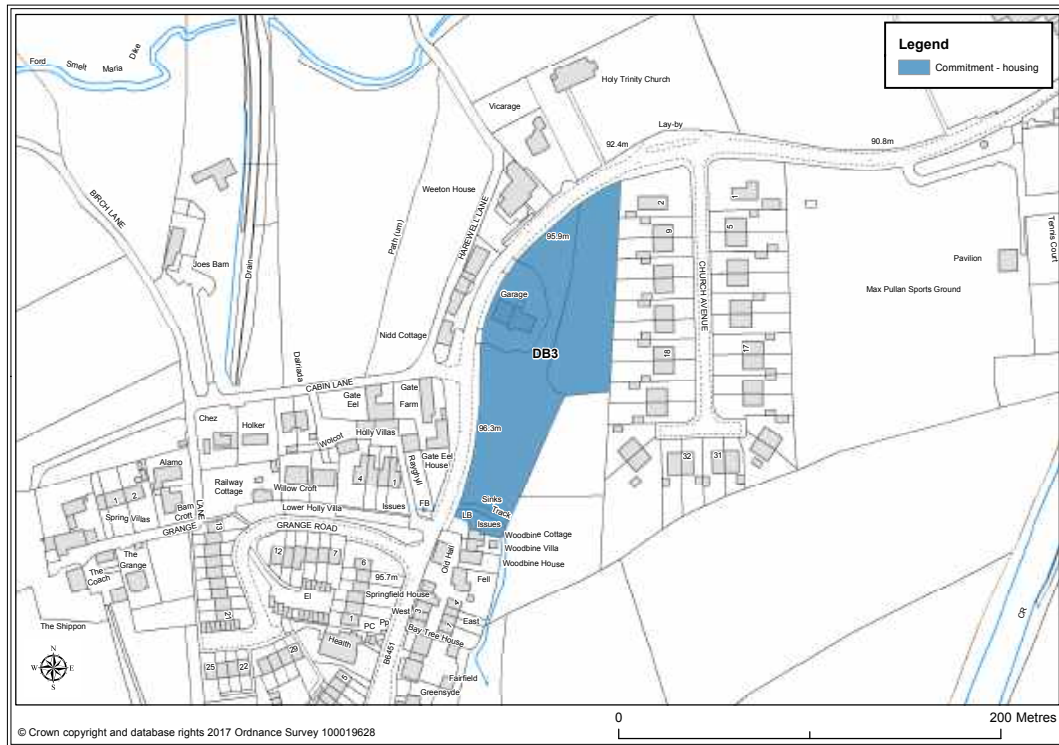 Legend
Commitment - housing
Ford
Smelt
Maria
Dike
Holy Trinity Church
Vicarage
Lay-by
92.4m
90.8m
Weeton House
HAREWELL LANE
BIRCH LANE
Path (um)
Drain
Joes Barn
95.9m
2
1
9
5
CHURCH AVENUE
Tennis Court
Pavilion
Max Pullan Sports Ground
Garage
DB3
Nidd Cottage
18
17
Dalriada
CABIN LANE
Gate
Eel
Gate
Farm
96.3m
Chez
Holker
Wolcot
Holly Villas
Rayghyll
Gate Eel
House
Alamo
Railway
Cottage
Willow Croft
4
1
32
31
1
2
Spring Villas
Barn
Croft
LANE
Lower Holly Villa
Issues
FB
Sinks
Track
LB
Issues
GRANGE
GRANGE ROAD
13
Woodbine Cottage
Woodbine Villa
Woodbine House
The
Grange
The
Coach
12
7
6
95.7m
Old Hall
Fell
El
Springfield House
The Shippon
21
1
PC
Pp
West
3
4
1
East
Bay Tree House
Health
B6451
25
22
29
5
Fairfield
Greensyde
CR
N
W
E
S
0
200 Metres
© Crown copyright and database rights 2017 Ordnance Survey 100019628